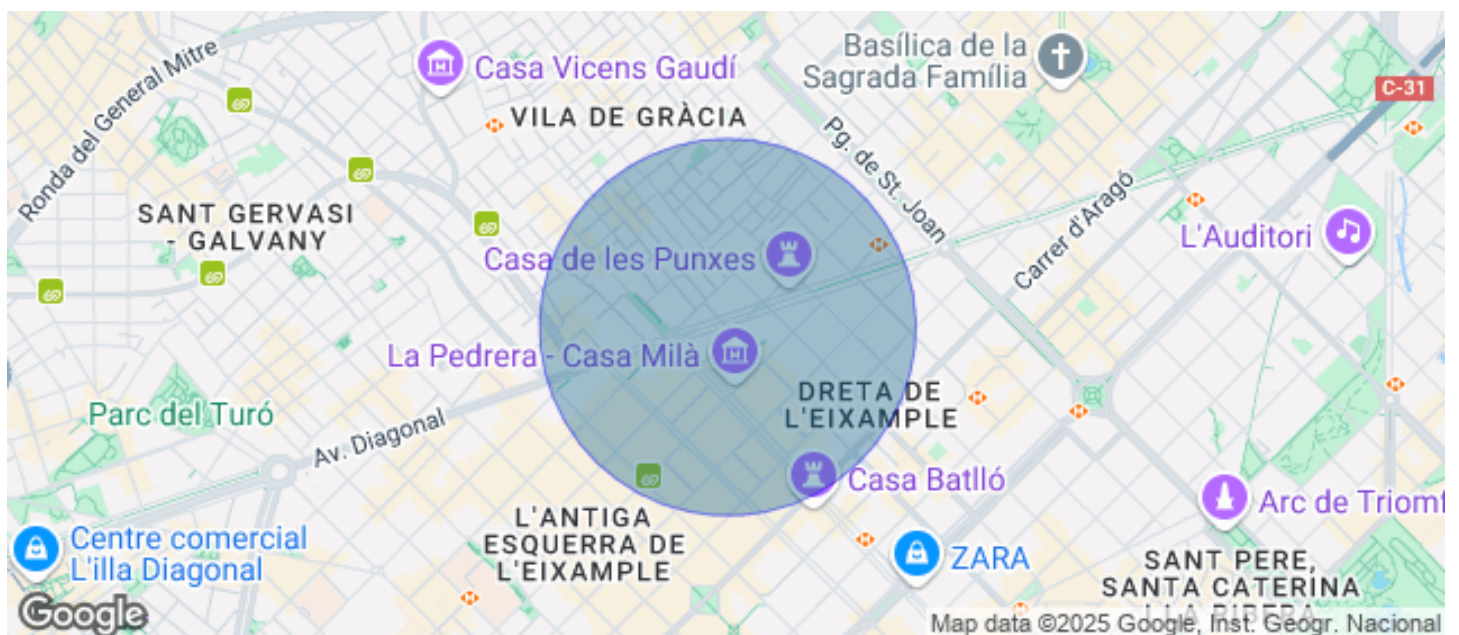 Ronda del General Mitre
Casa Vicens Gaudí
VILA DE GRÀCIA
Basílica de la
Sagrada Família
C-31
Pg. de St. Joan
Carrer d'Aragó
SANT GERVASI
- GALVANY
Casa de les Punxes
L'Auditori
La Pedrera - Casa Milà
DRETA DE
L'EIXAMPLE
Parc del Turó
Av. Diagonal
Casa Batlló
Arc de Triomf
L'ANTIGA
ESQUERRA DE
L'EIXAMPLE
Centre comercial
L'illa Diagonal
ZARA
SANT PERE,
SANTA CATERINA
I LA RIBERA
Google
Map data ©2025 Google, Inst. Geogr. Nacional